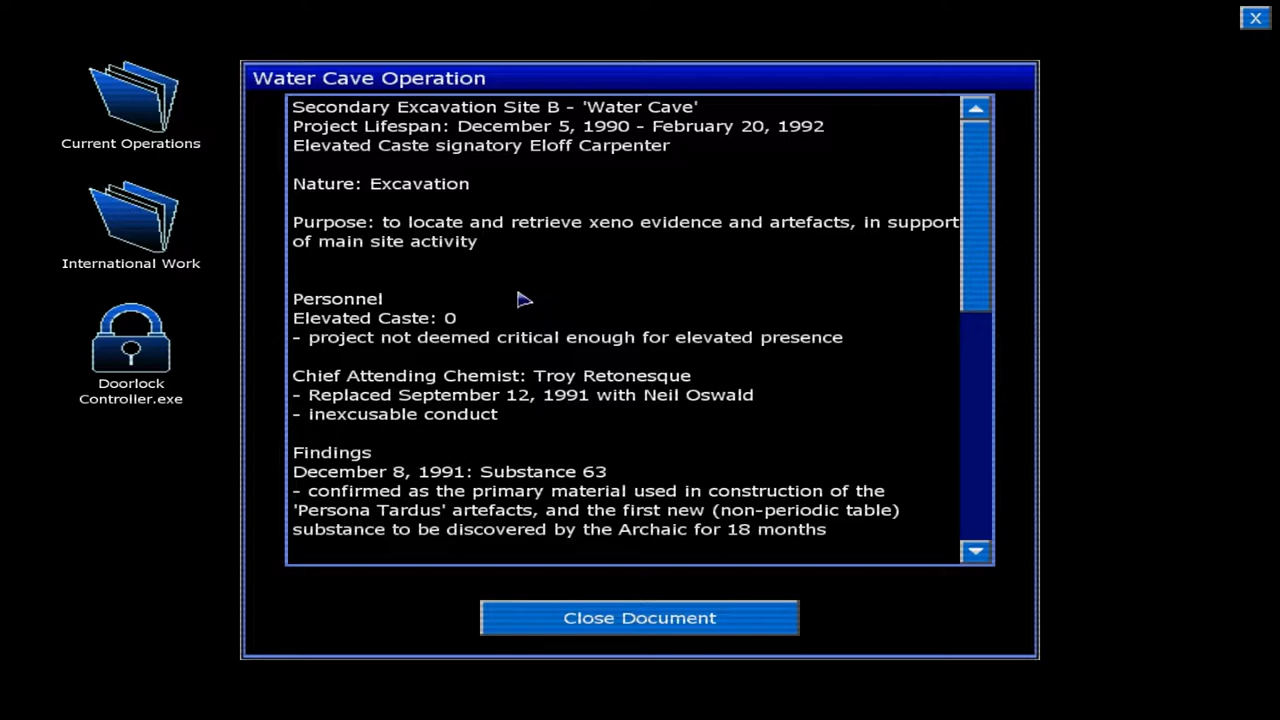 X
Current Operations
International Work
Doorlock
Controller.exe
Water Cave Operation
Secondary Excavation Site B - 'Water Cave'
Project Lifespan: December 5, 1990 - February 20, 1992
Elevated Caste signatory Eloff Carpenter
Nature: Excavation
Purpose: to locate and retrieve xeno evidence and artefacts, in support
of main site activity
Personnel
Elevated Caste: 0
- project not deemed critical enough for elevated presence
Chief Attending Chemist: Troy Retonesque
- Replaced September 12, 1991 with Neil Oswald
- inexcusable conduct
Findings
December 8, 1991: Substance 63
- confirmed as the primary material used in construction of the
'Persona Tardus' artefacts, and the first new (non-periodic table)
substance to be discovered by the Archaic for 18 months
Close Document